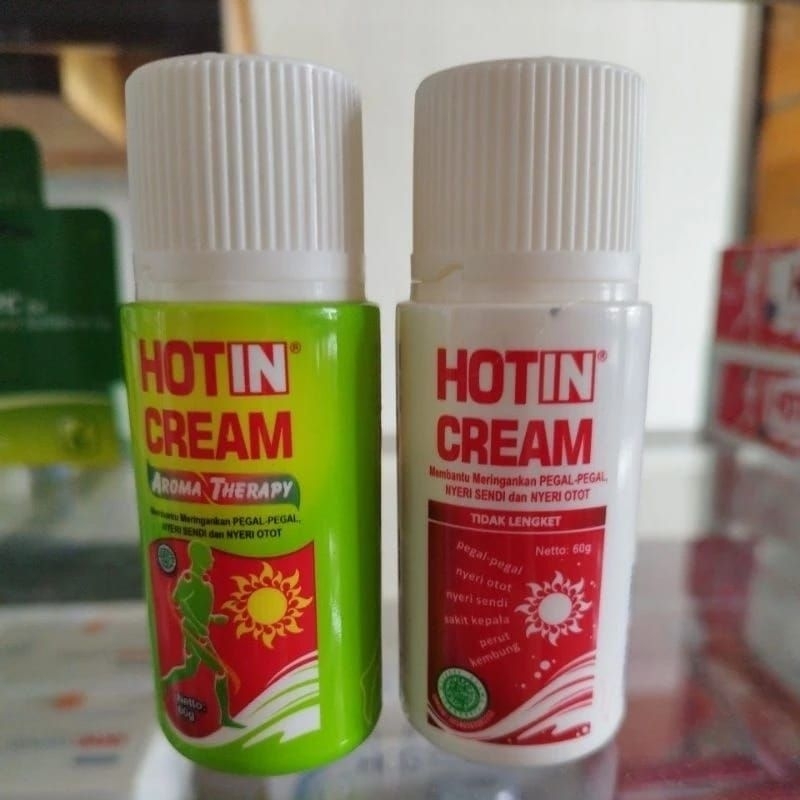 HOTIN®
CREAM
AROMA THERAPY
Membantu Meringankan PEGAL-PEGAL,
NYERI SENDI dan NYERI OTOT
Netto:
60g
HOTIN®
CREAM
Membantu Meringankan PEGAL-PEGAL,
NYERI SENDI dan NYERI OTOT
TIDAK LENGKET
Netto: 60g
pegal-pegal
nyeri otot
nyeri sendi
sakit kepala
perut
kembung